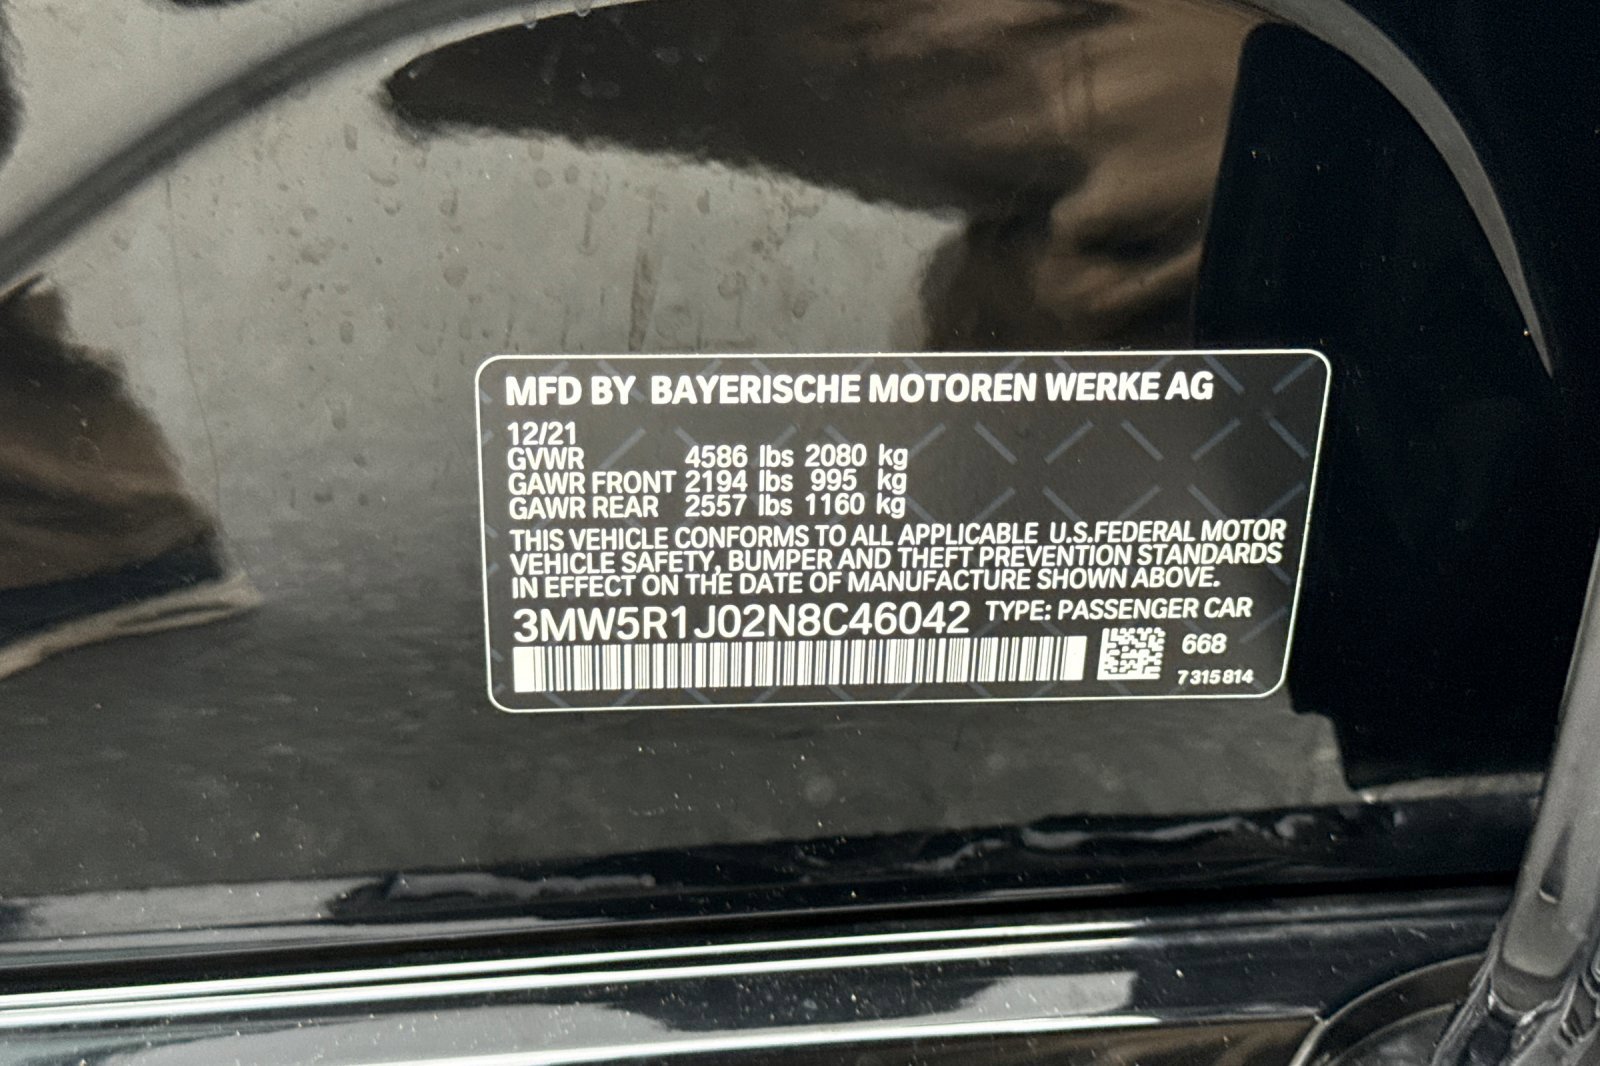 MFD BY BAYERISCHE MOTOREN WERKE AG
12/21
GVWR 4586 lbs 2080 kg
GAWR FRONT 2194 lbs 995 kg
GAWR REAR 2557 lbs 1160 kg
THIS VEHICLE CONFORMS TO ALL APPLICABLE U.S.FEDERAL MOTOR
VEHICLE SAFETY, BUMPER AND THEFT PREVENTION STANDARDS
IN EFFECT ON THE DATE OF MANUFACTURE SHOWN ABOVE.
3MW5R1J02N8C46042 TYPE: PASSENGER CAR
668
7 315 814